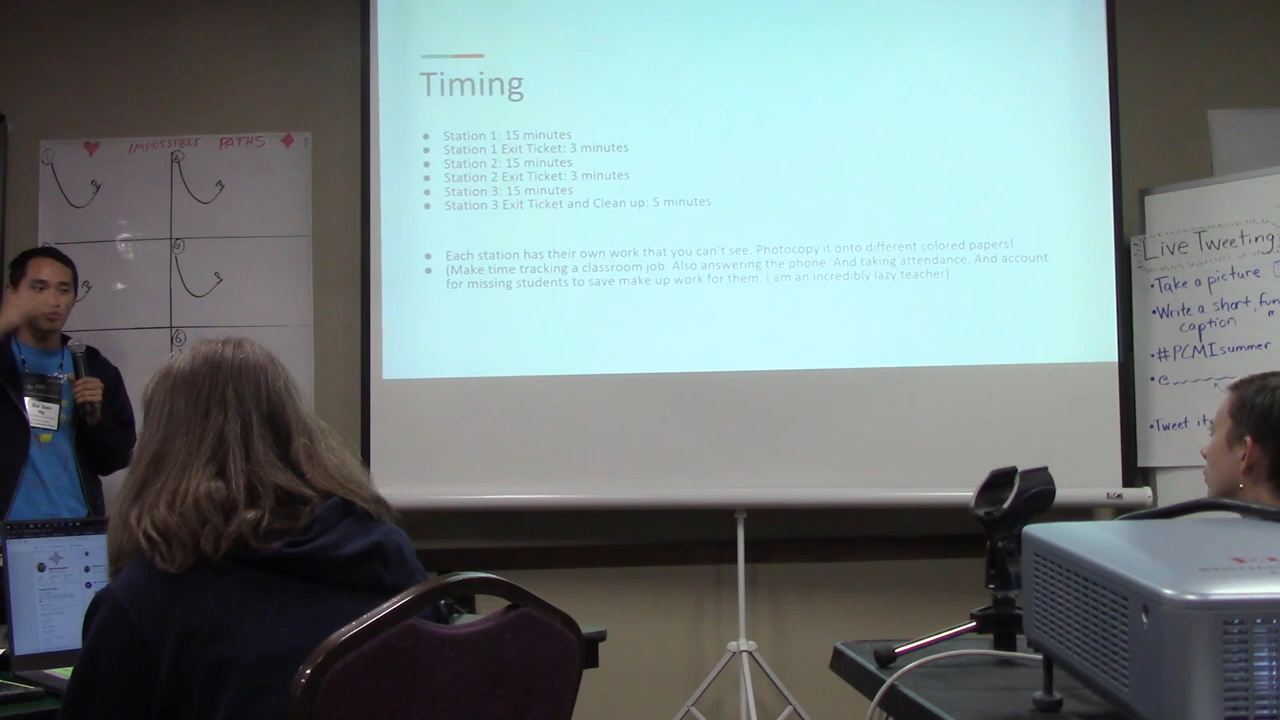 Timing
● Station 1: 15 minutes
● Station 1 Exit Ticket: 3 minutes
● Station 2: 15 minutes
● Station 2 Exit Ticket: 3 minutes
● Station 3: 15 minutes
● Station 3 Exit Ticket and Clean up: 5 minutes
● Each station has their own work that you can't see. Photocopy it onto different colored papers!
● (Make time tracking a classroom job. Also answering the phone. And taking attendance. And account
for missing students to save make up work for them. I am an incredibly lazy teacher)
IMPOSSIBLE PATHS
1
2
4
6
Live Tweeting
•Take a picture
•Write a short, fun
caption
•#PCMIsummer
•@
•Tweet it